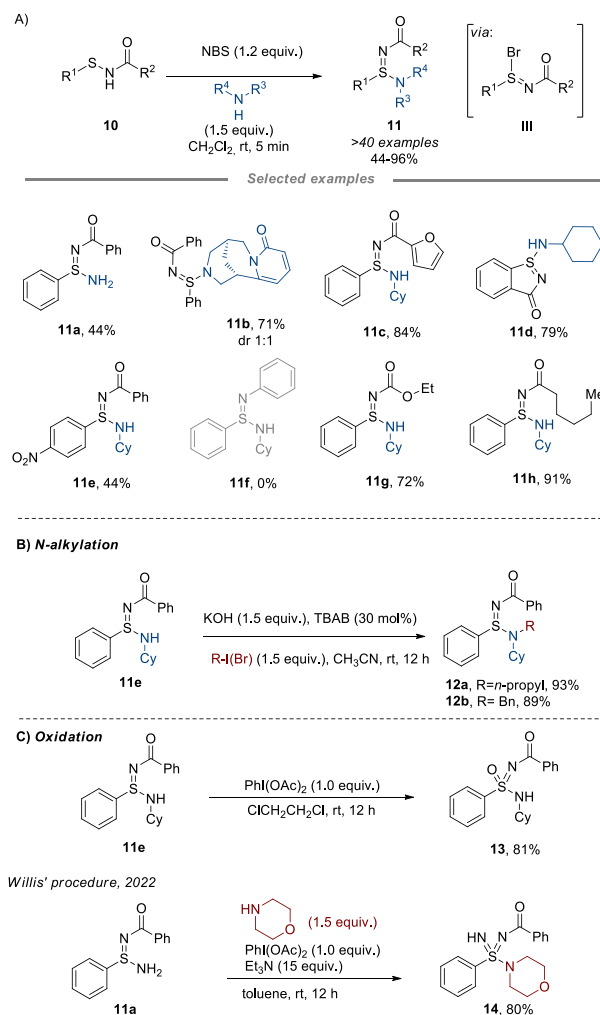 A)
R1 S N H O R2
10
NBS (1.2 equiv.)
R4 N H R3
(1.5 equiv.)
CH2Cl2, rt, 5 min
O N R2 S R1 N R4 R3
11
>40 examples
44-96%
via:
Br S R1 N O R2
III
Selected examples
O N Ph S NH2
11a, 44%
O Ph N S N Ph O N
11b, 71%
dr 1:1
O N O S NH Cy
11c, 84%
HN S N O
11d, 79%
O N Ph S NH Cy O2N
11e, 44%
N S NH Cy
11f, 0%
O N O Et S NH Cy
11g, 72%
O N Me S NH Cy
11h, 91%
B) N-alkylation
O N Ph S NH Cy
11e
KOH (1.5 equiv.), TBAB (30 mol%)
R-I(Br) (1.5 equiv.), CH3CN, rt, 12 h
O N Ph S N R Cy
12a, R=n-propyl, 93%
12b, R= Bn, 89%
C) Oxidation
O N Ph S NH Cy
11e
PhI(OAc)2 (1.0 equiv.)
ClCH2CH2Cl, rt, 12 h
O O N Ph S NH Cy
13, 81%
Willis' procedure, 2022
O N Ph S NH2
11a
H N O (1.5 equiv.)
PhI(OAc)2 (1.0 equiv.)
Et3N (15 equiv.)
toluene, rt, 12 h
O HN N Ph S N O
14, 80%